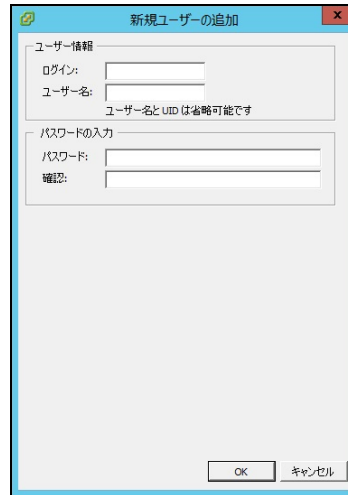 新規ユーザーの追加
x
ユーザー情報
ログイン:
ユーザー名:
ユーザー名と UID は省略可能です
パスワードの入力
パスワード:
確認:
OK キャンセル